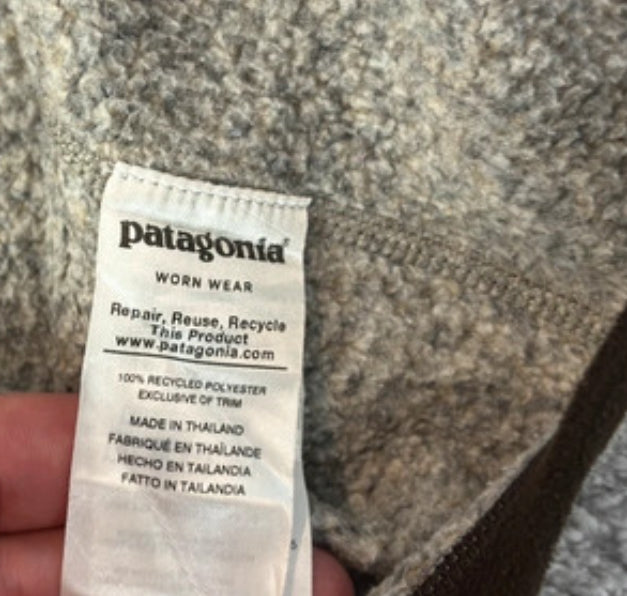 patagonia®
WORN WEAR
Repair, Reuse, Recycle
This Product
www.patagonia.com
100% RECYCLED POLYESTER
EXCLUSIVE OF TRIM
MADE IN THAILAND
FABRIQUÉ EN THAÏLANDE
HECHO EN TAILANDIA
FATTO IN TAILANDIA